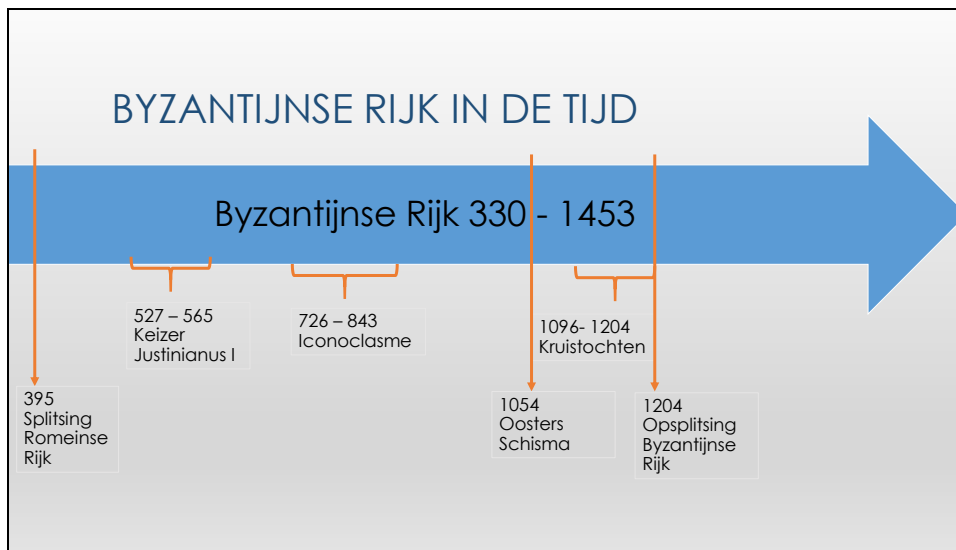 BYZANTIJNSE RIJK IN DE TIJD
Byzantijnse Rijk 330 - 1453
527 – 565
Keizer
Justinianus I
726 – 843
Iconoclasme
1096- 1204
Kruistochten
395
Splitsing
Romeinse
Rijk
1054
Oosters
Schisma
1204
Opsplitsing
Byzantijnse
Rijk